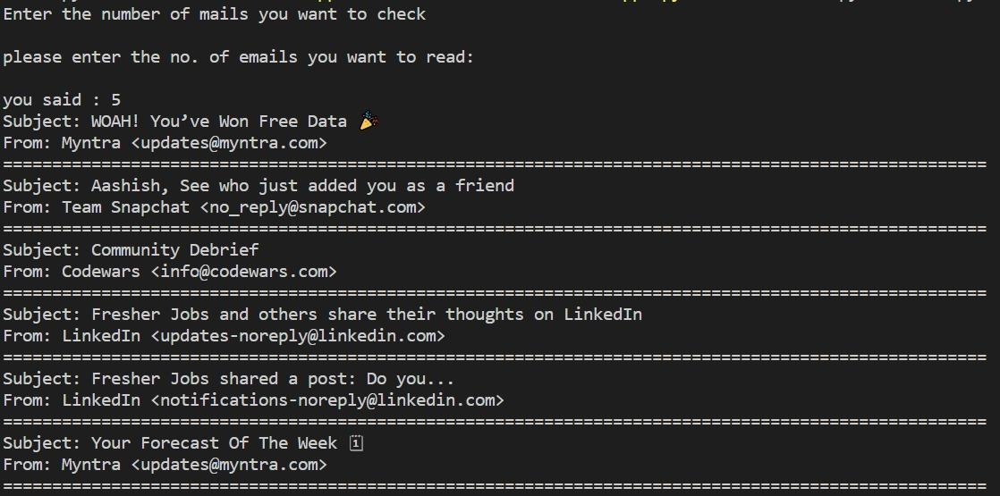 Enter the number of mails you want to check
please enter the no. of emails you want to read:
you said : 5
Subject: WOAH! You’ve Won Free Data 🎉
From: Myntra <updates@myntra.com>
====================================================================================================
Subject: Aashish, See who just added you as a friend
From: Team Snapchat <no_reply@snapchat.com>
====================================================================================================
Subject: Community Debrief
From: Codewars <info@codewars.com>
====================================================================================================
Subject: Fresher Jobs and others share their thoughts on LinkedIn
From: LinkedIn <updates-noreply@linkedin.com>
====================================================================================================
Subject: Fresher Jobs shared a post: Do you...
From: LinkedIn <notifications-noreply@linkedin.com>
====================================================================================================
Subject: Your Forecast Of The Week 🗓
From: Myntra <updates@myntra.com>
====================================================================================================